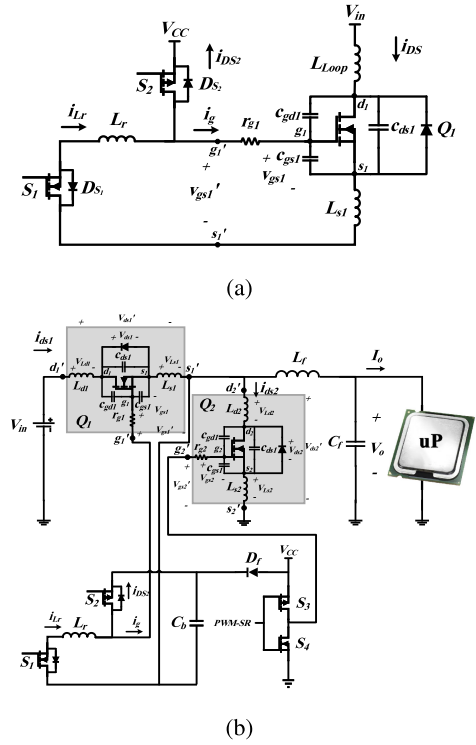 V_CC
V_in
i_DS2
i_DS
S_2
D_S2
L_Loop
i_Lr
L_r
i_g
r_g1
c_gd1
d_1
g_1
c_ds1
Q_1
g_1'
+
c_gs1
s_1
S_1
D_S1
v_gs1'
+
v_gs1
-
L_s1
-
s_1'
(a)
+ V_ds1' -
i_ds1
+ V_ds1 -
+ V_Ld1 -
c_ds1
+ V_Ls1 -
d_1'
d_1
s_1
s_1'
L_d1
L_s1
c_gd1
g_1
c_gs1
Q_1
r_g1
V_gs1
g_1'
V_gs1'
V_in
L_f
I_o
d_2'
i_ds2
Q_2
L_d2
V_Ld2
d_2
c_gd1
g_2'
r_g2
g_2
c_ds1
V_ds2
V_ds2'
c_gs1
V_gs2'
V_gs2
s_1
L_s2
V_Ls2
s_2'
C_f
+
V_o
-
uP
D_f
V_CC
S_2
i_DS2
S_3
i_Lr
L_r
i_g
C_b
PWM-SR
S_4
S_1
(b)